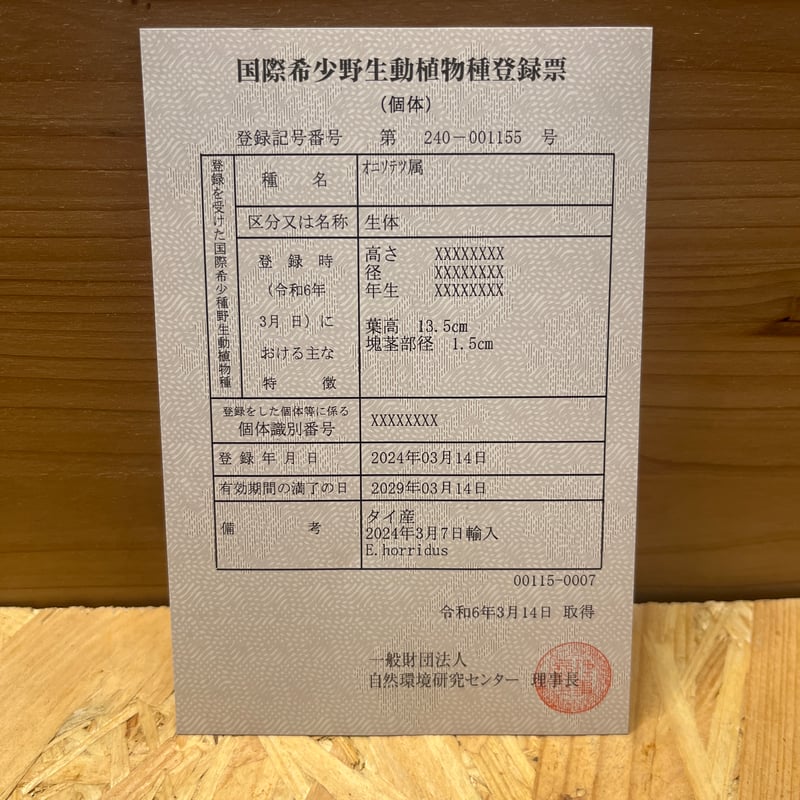 国際希少野生動植物種登録票
(個体)
登録記号番号 第 240-001155 号
登録を受けた国際希少種野生動植物種
種 名 ｵﾆｿﾃﾂ属
区分又は名称 生体
登 録 時
(令和6年
3月 日) に
おける主な
特 徴
高さ XXXXXXXX
径 XXXXXXXX
年生 XXXXXXXX
葉高 13.5cm
塊茎部径 1.5cm
登録をした個体等に係る
個体識別番号 XXXXXXXX
登 録 年 月 日 2024年03月14日
有効期間の満了の日 2029年03月14日
備 考
タイ産
2024年3月7日輸入
E.horridus
00115-0007
令和6年3月14日 取得
一般財団法人
自然環境研究センター 理事長